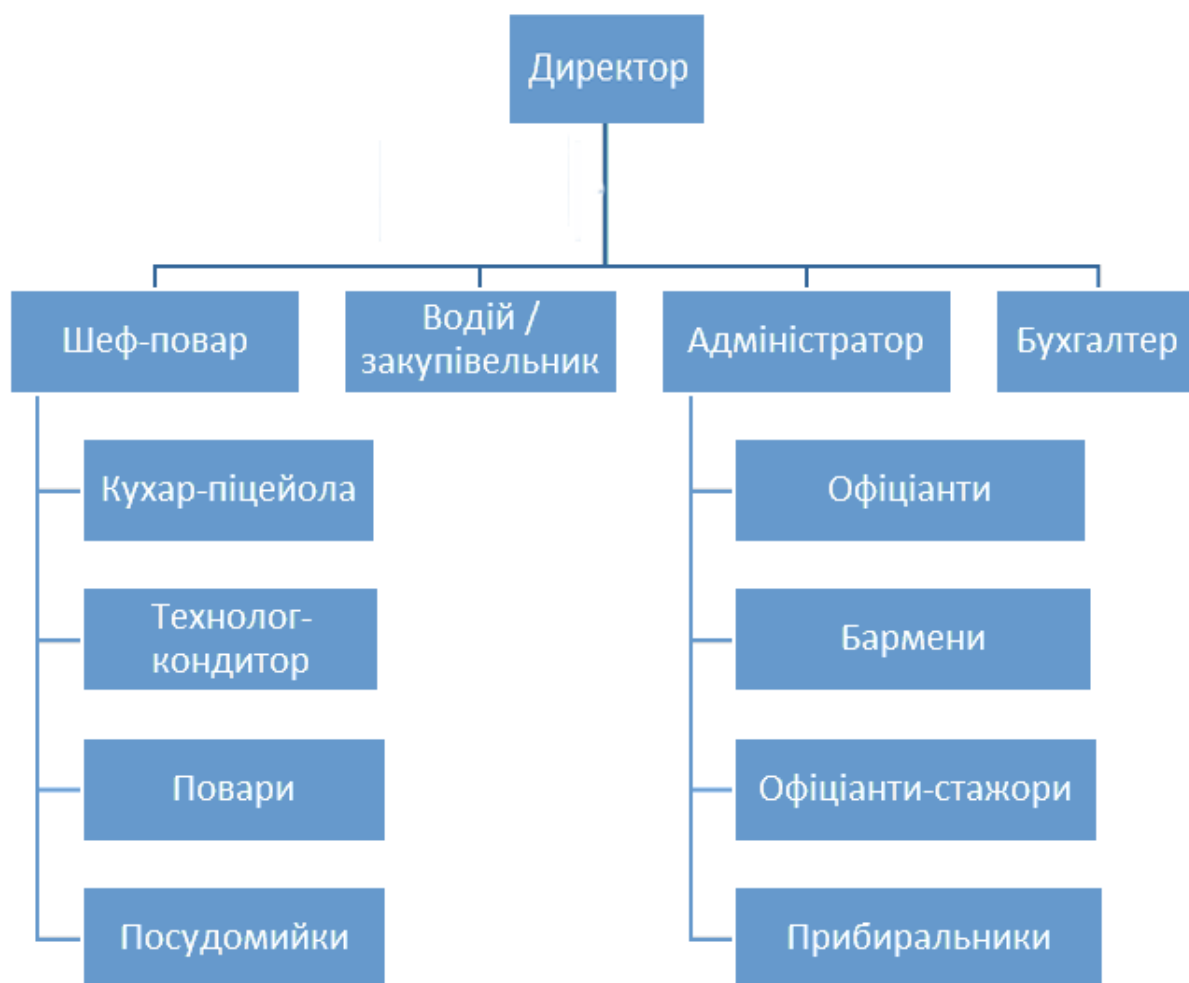 Директор
Шеф-повар
Водій /
закупівельник
Адміністратор
Бухгалтер
Кухар-піцейола
Технолог-
кондитор
Повари
Посудомийки
Офіціанти
Бармени
Офіціанти-стажори
Прибиральники